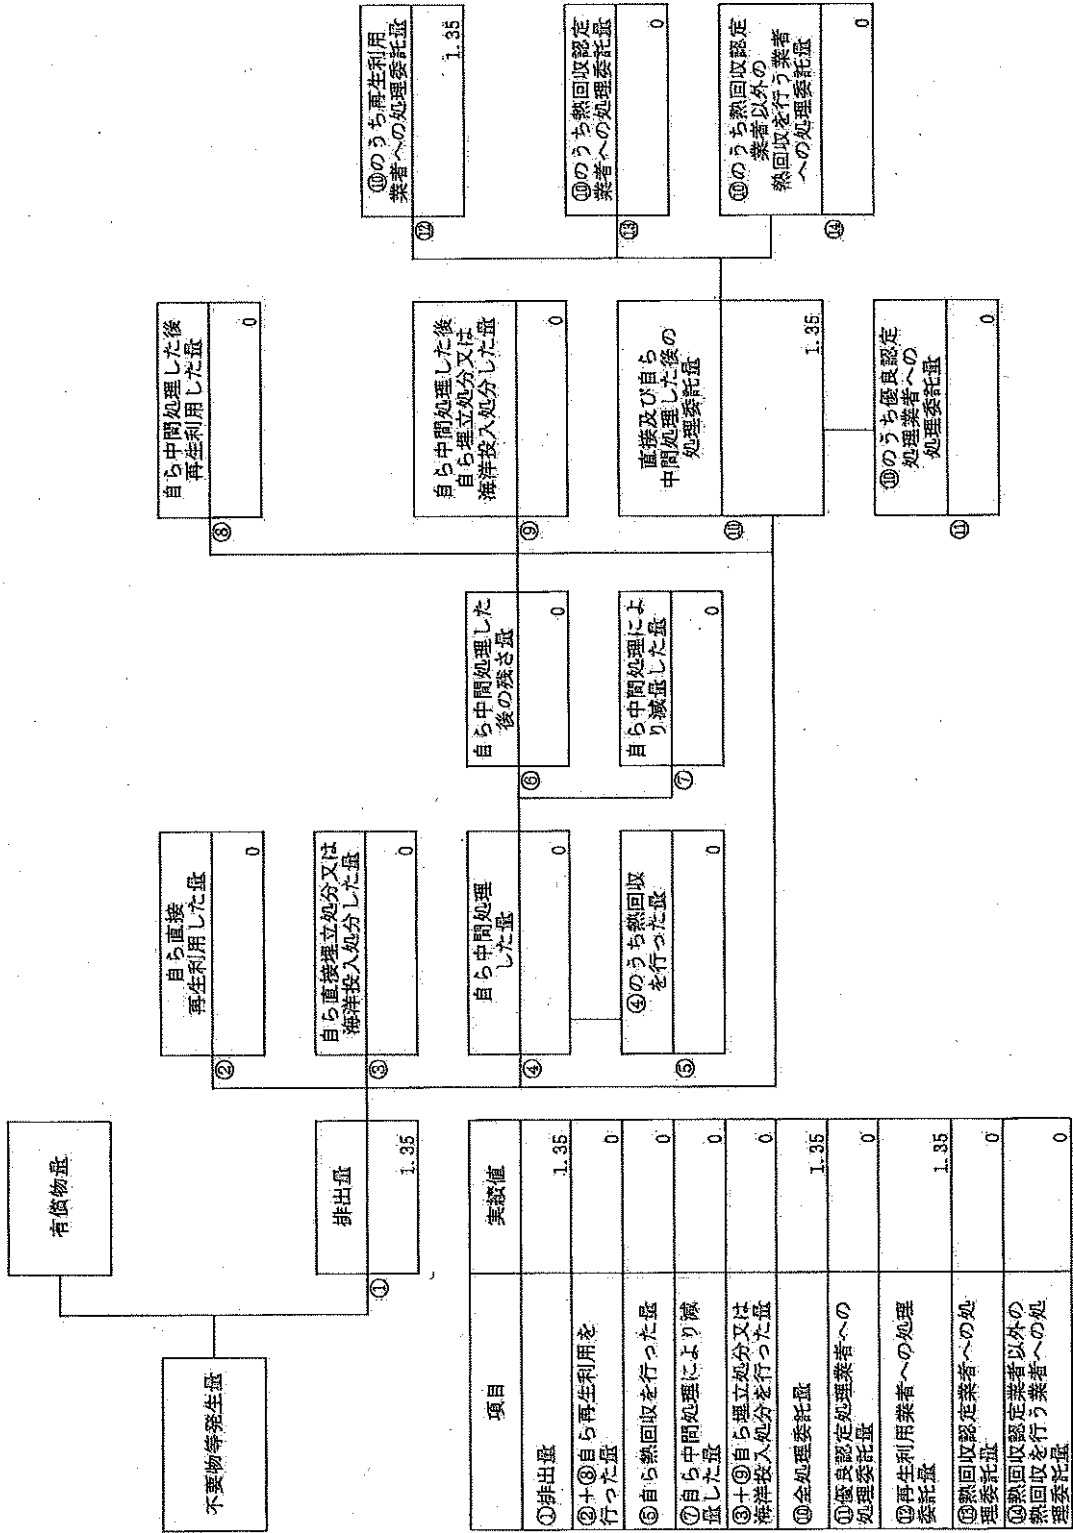 不要物等発生量
有償物量
①
排出量
1.35
②
自ら直接
再生利用した量
0
③
自ら直接埋立処分又は
海洋投入処分した量
0
④
自ら中間処理
した量
0
⑤
④のうち熱回収
を行った量
0
⑥
自ら中間処理した
後の残さ量
0
⑦
自ら中間処理によ
り減量した量
0
⑧
自ら中間処理した後
再生利用した量
0
⑨
自ら中間処理した後
自ら埋立処分又は
海洋投入処分した量
0
⑩
直接及び自ら
中間処理した後の
処理委託量
1.35
⑪
⑩のうち優良認定
処理業者への
処理委託量
0
⑫
⑩のうち再生利用
業者への処理委託量
1.35
⑬
⑩のうち熱回収認定
業者への処理委託量
0
⑭
⑩のうち熱回収認定
業者以外の
熱回収を行う業者
への処理委託量
0
項目 実績値
①排出量 1.35
②+⑧自ら再生利用を
行った量 0
⑤自ら熱回収を行った量 0
⑦自ら中間処理により減
量した量 0
③+⑨自ら埋立処分又は
海洋投入処分を行った量 0
⑩全処理委託量 1.35
⑪優良認定処理業者への
処理委託量 0
⑫再生利用業者への処理
委託量 1.35
⑬熱回収認定業者への処
理委託量 0
⑭熱回収認定業者以外の
熱回収を行う業者への処
理委託量 0